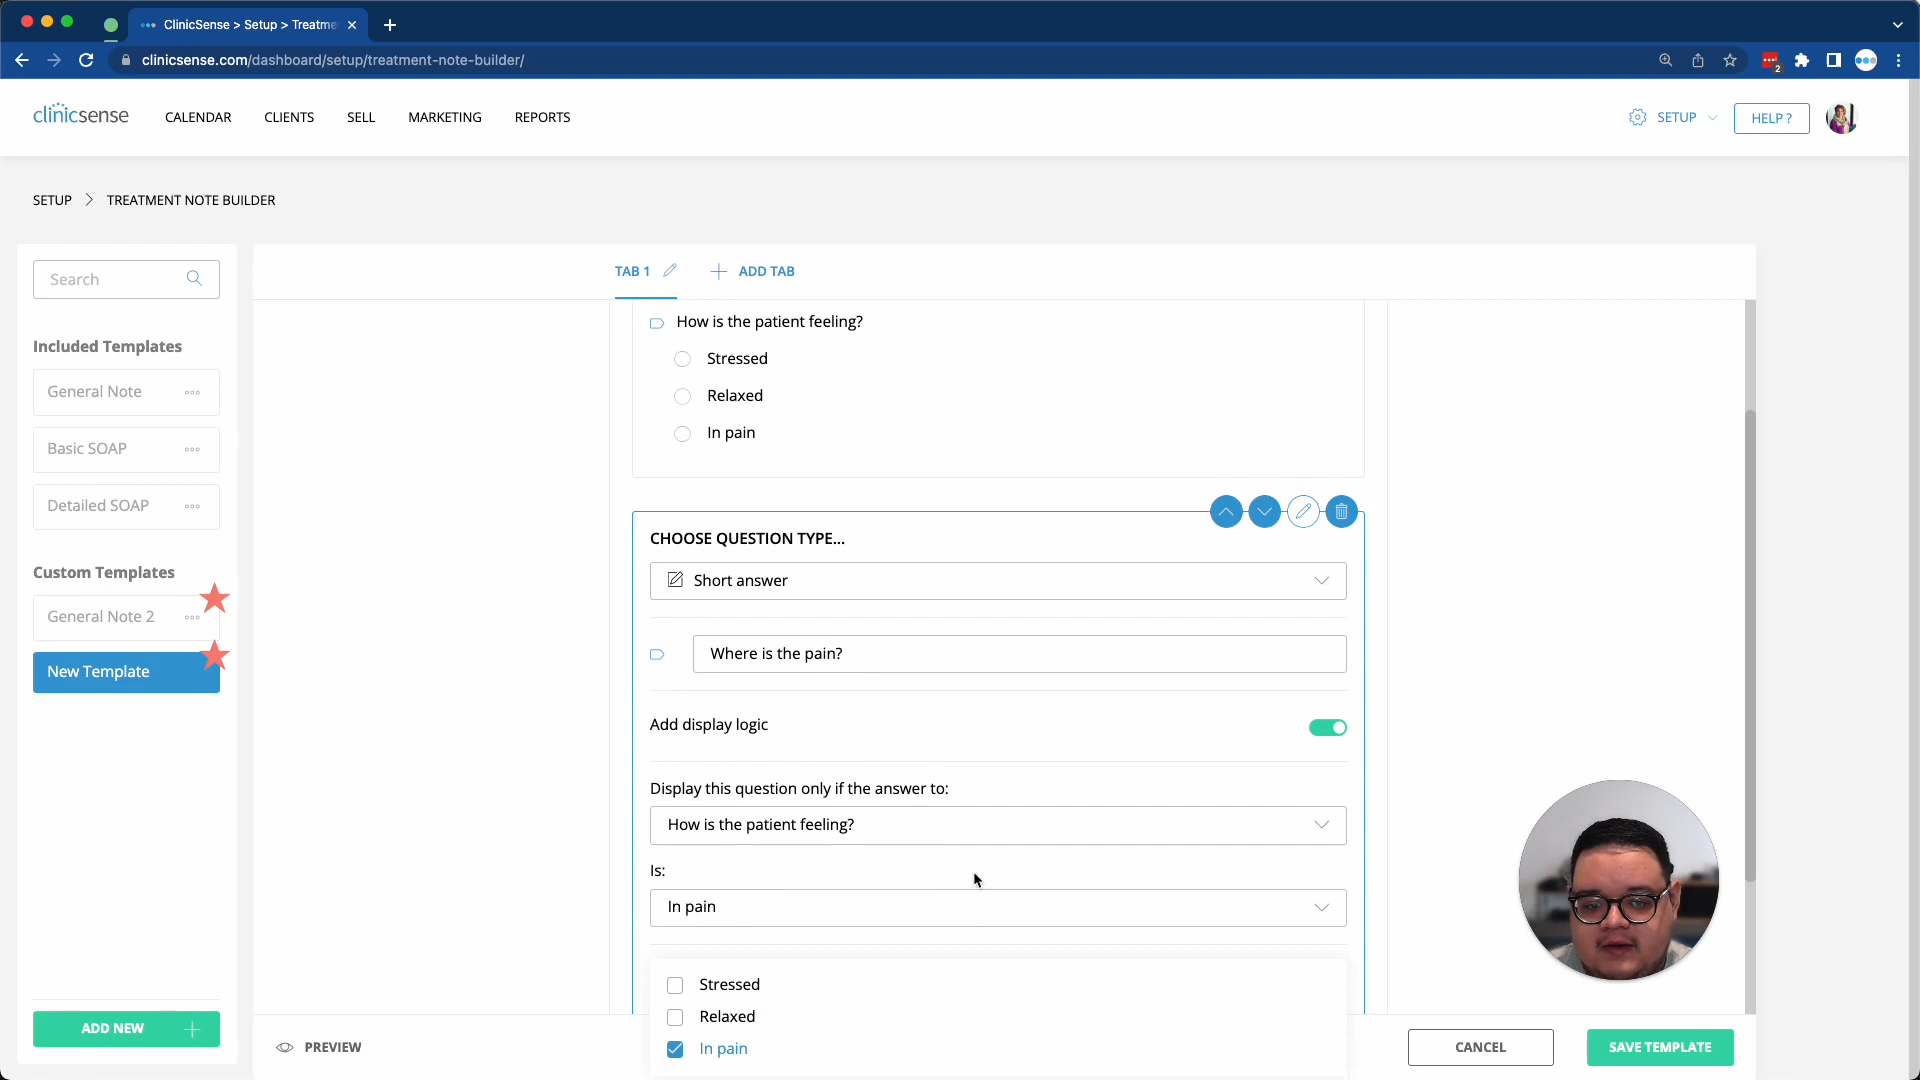 ClinicSense > Setup > Treatme
clinicsense.com/dashboard/setup/treatment-note-builder/
2
clinicsense
CALENDAR
CLIENTS
SELL
MARKETING
REPORTS
SETUP
HELP ?
SETUP > TREATMENT NOTE BUILDER
Search
Included Templates
General Note
Basic SOAP
Detailed SOAP
Custom Templates
General Note 2
New Template
ADD NEW
TAB 1
ADD TAB
How is the patient feeling?
Stressed
Relaxed
In pain
CHOOSE QUESTION TYPE...
Short answer
Where is the pain?
Add display logic
Display this question only if the answer to:
How is the patient feeling?
Is:
In pain
Stressed
Relaxed
In pain
PREVIEW
CANCEL
SAVE TEMPLATE